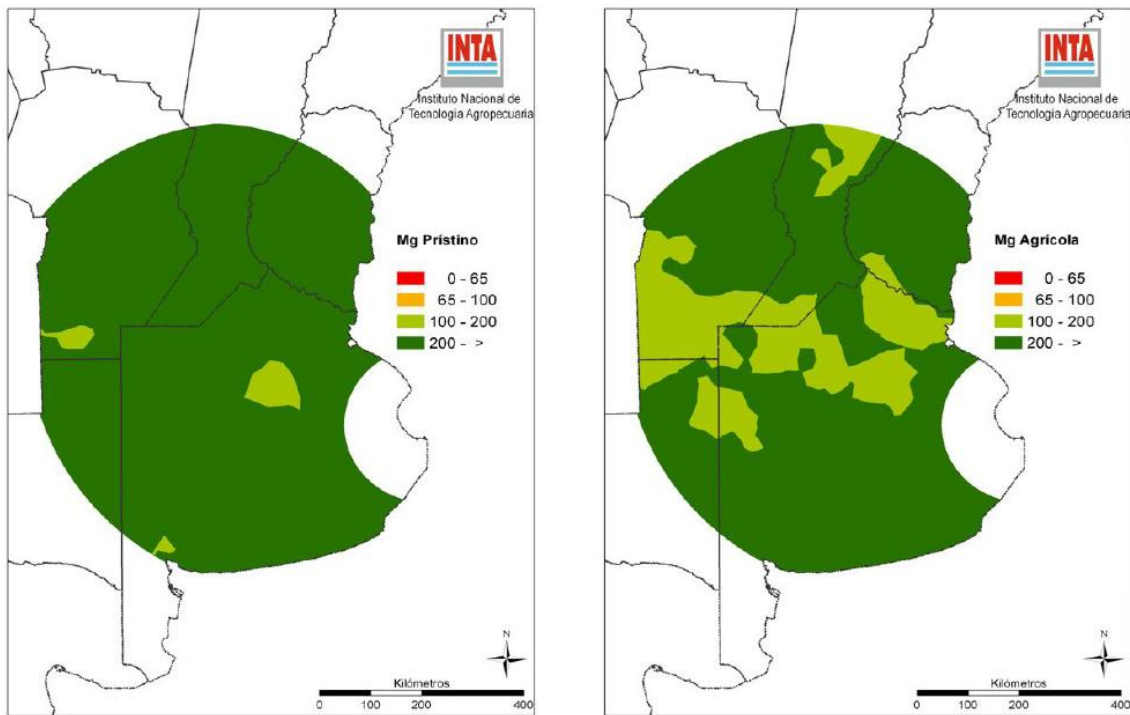 INTA
Instituto Nacional de
Tecnología Agropecuaria
Mg Prístino
0 - 65
65 - 100
100 - 200
200 - >
N
Kilómetros
0 100 200 400
INTA
Instituto Nacional de
Tecnología Agropecuaria
Mg Agrícola
0 - 65
65 - 100
100 - 200
200 - >
N
Kilómetros
0 100 200 400